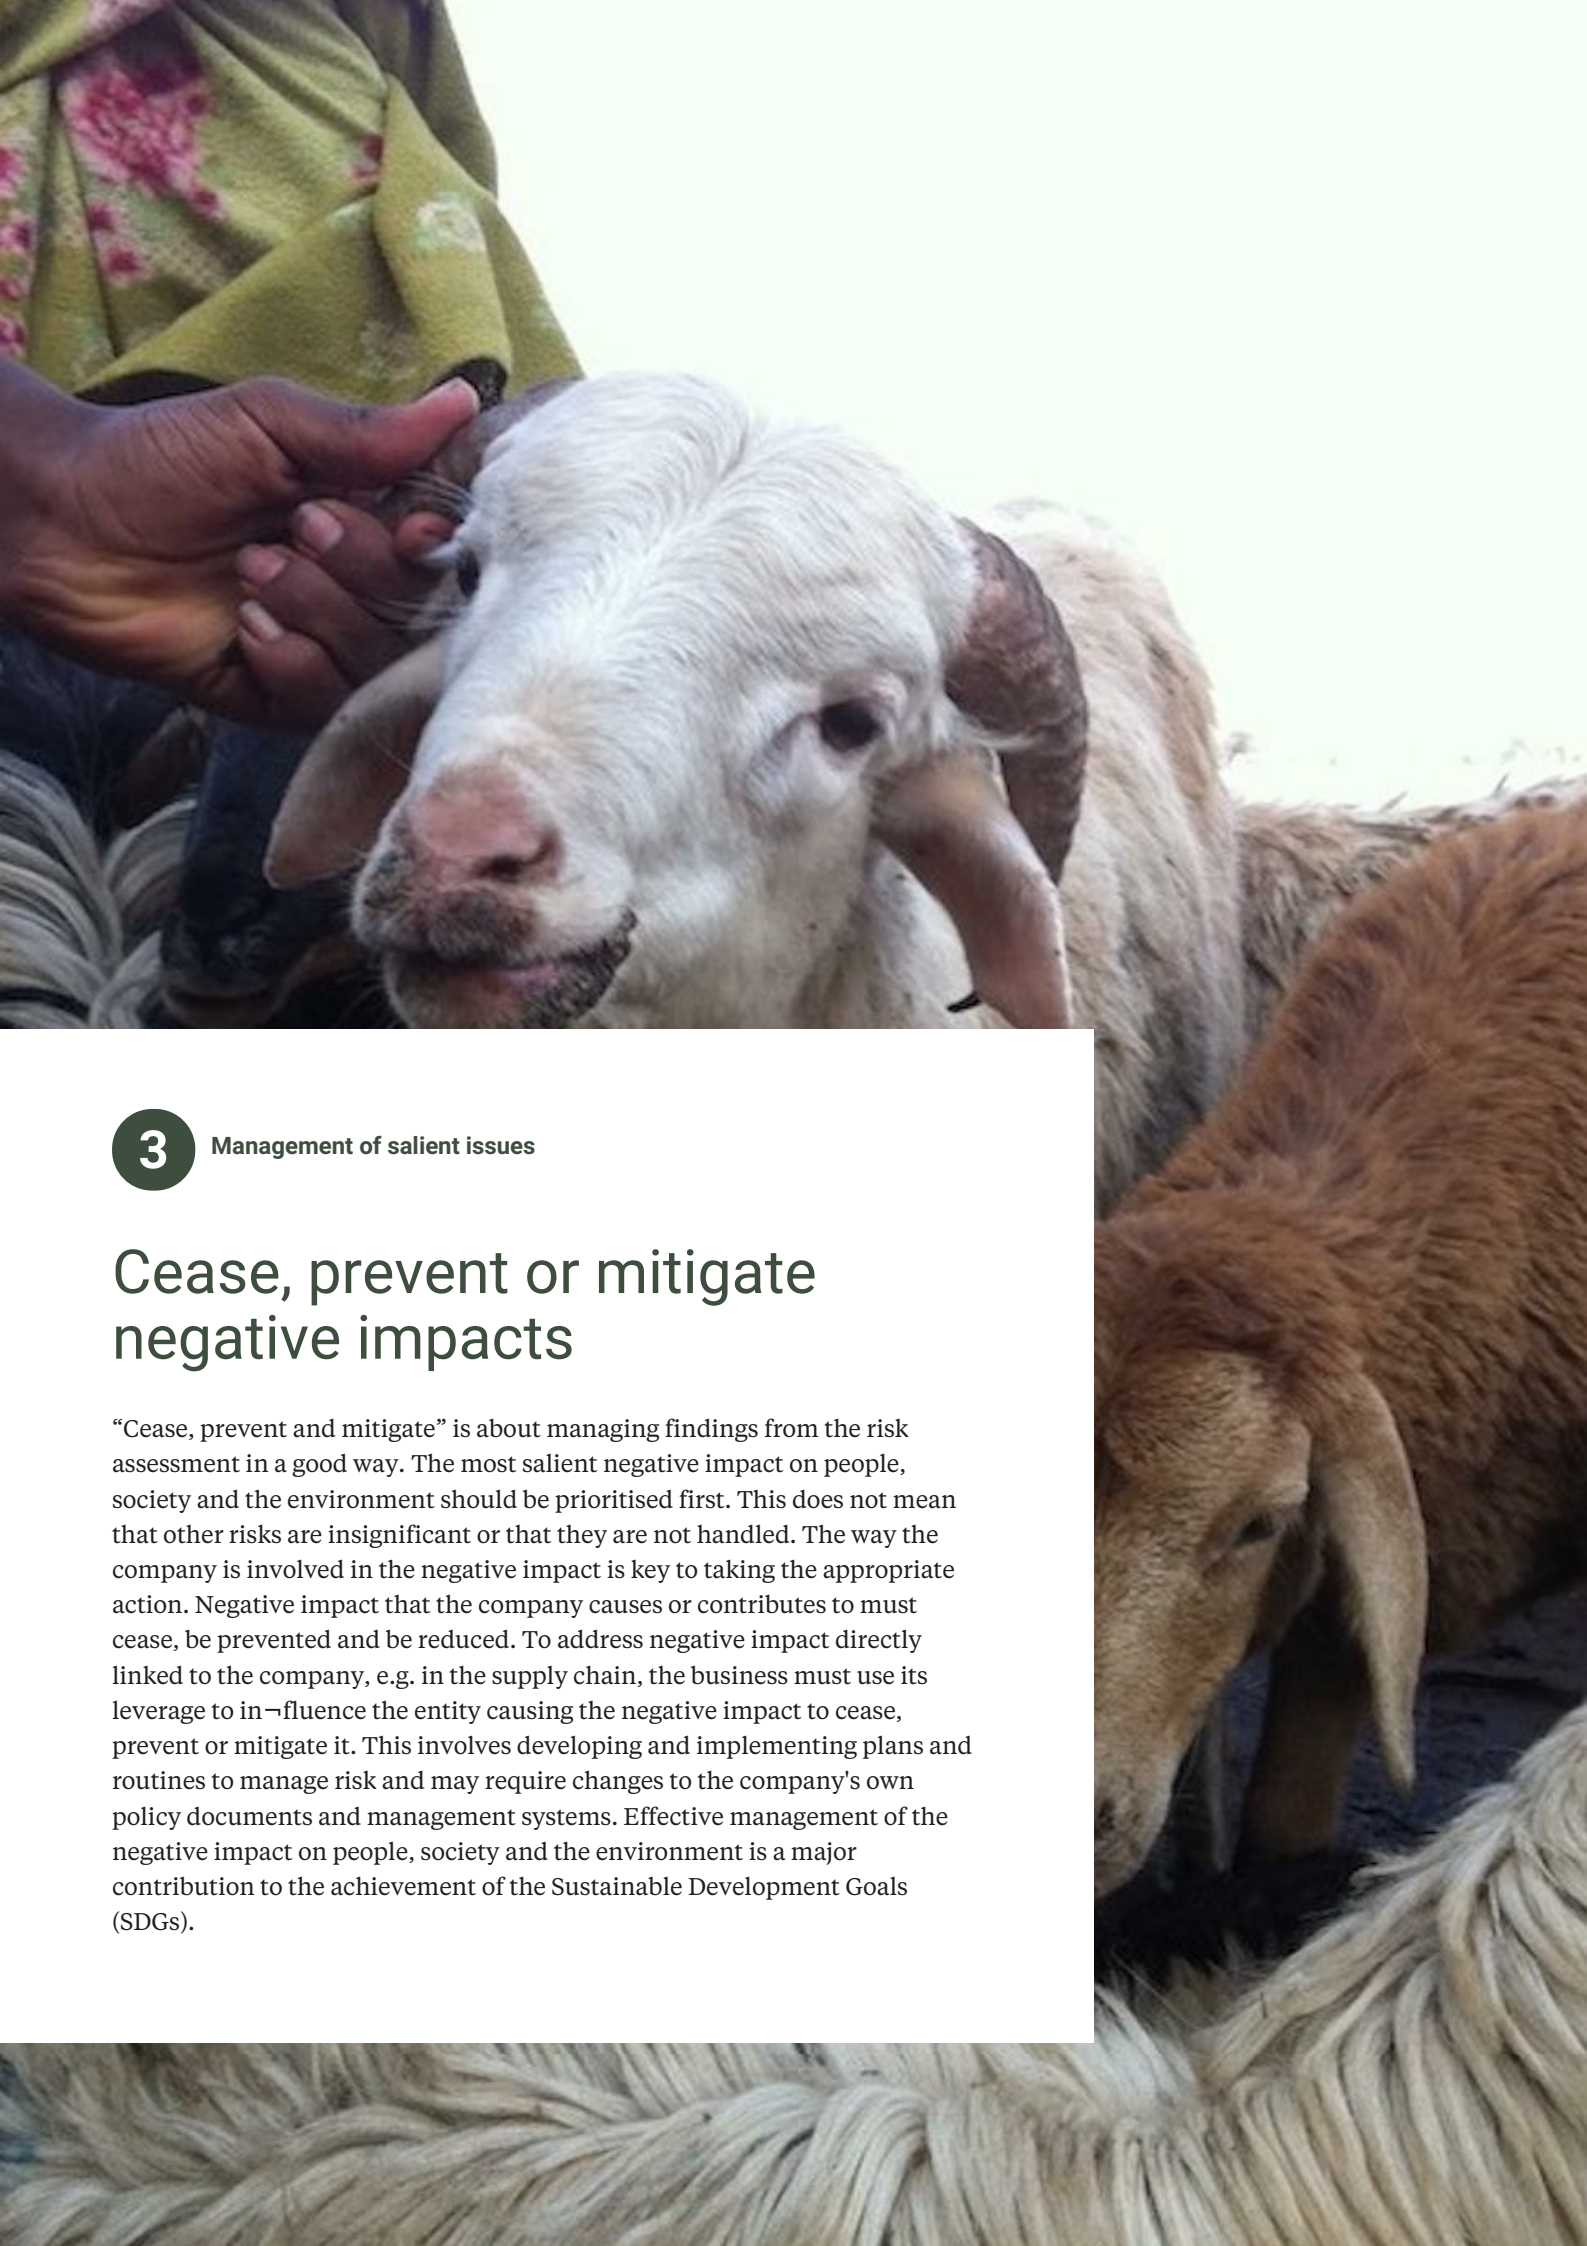 3
Management of salient issues
Cease, prevent or mitigate
negative impacts
“Cease, prevent and mitigate” is about managing findings from the risk
assessment in a good way. The most salient negative impact on people,
society and the environment should be prioritised first. This does not mean
that other risks are insignificant or that they are not handled. The way the
company is involved in the negative impact is key to taking the appropriate
action. Negative impact that the company causes or contributes to must
cease, be prevented and be reduced. To address negative impact directly
linked to the company, e.g. in the supply chain, the business must use its
leverage to in¬fluence the entity causing the negative impact to cease,
prevent or mitigate it. This involves developing and implementing plans and
routines to manage risk and may require changes to the company's own
policy documents and management systems. Effective management of the
negative impact on people, society and the environment is a major
contribution to the achievement of the Sustainable Development Goals
(SDGs).